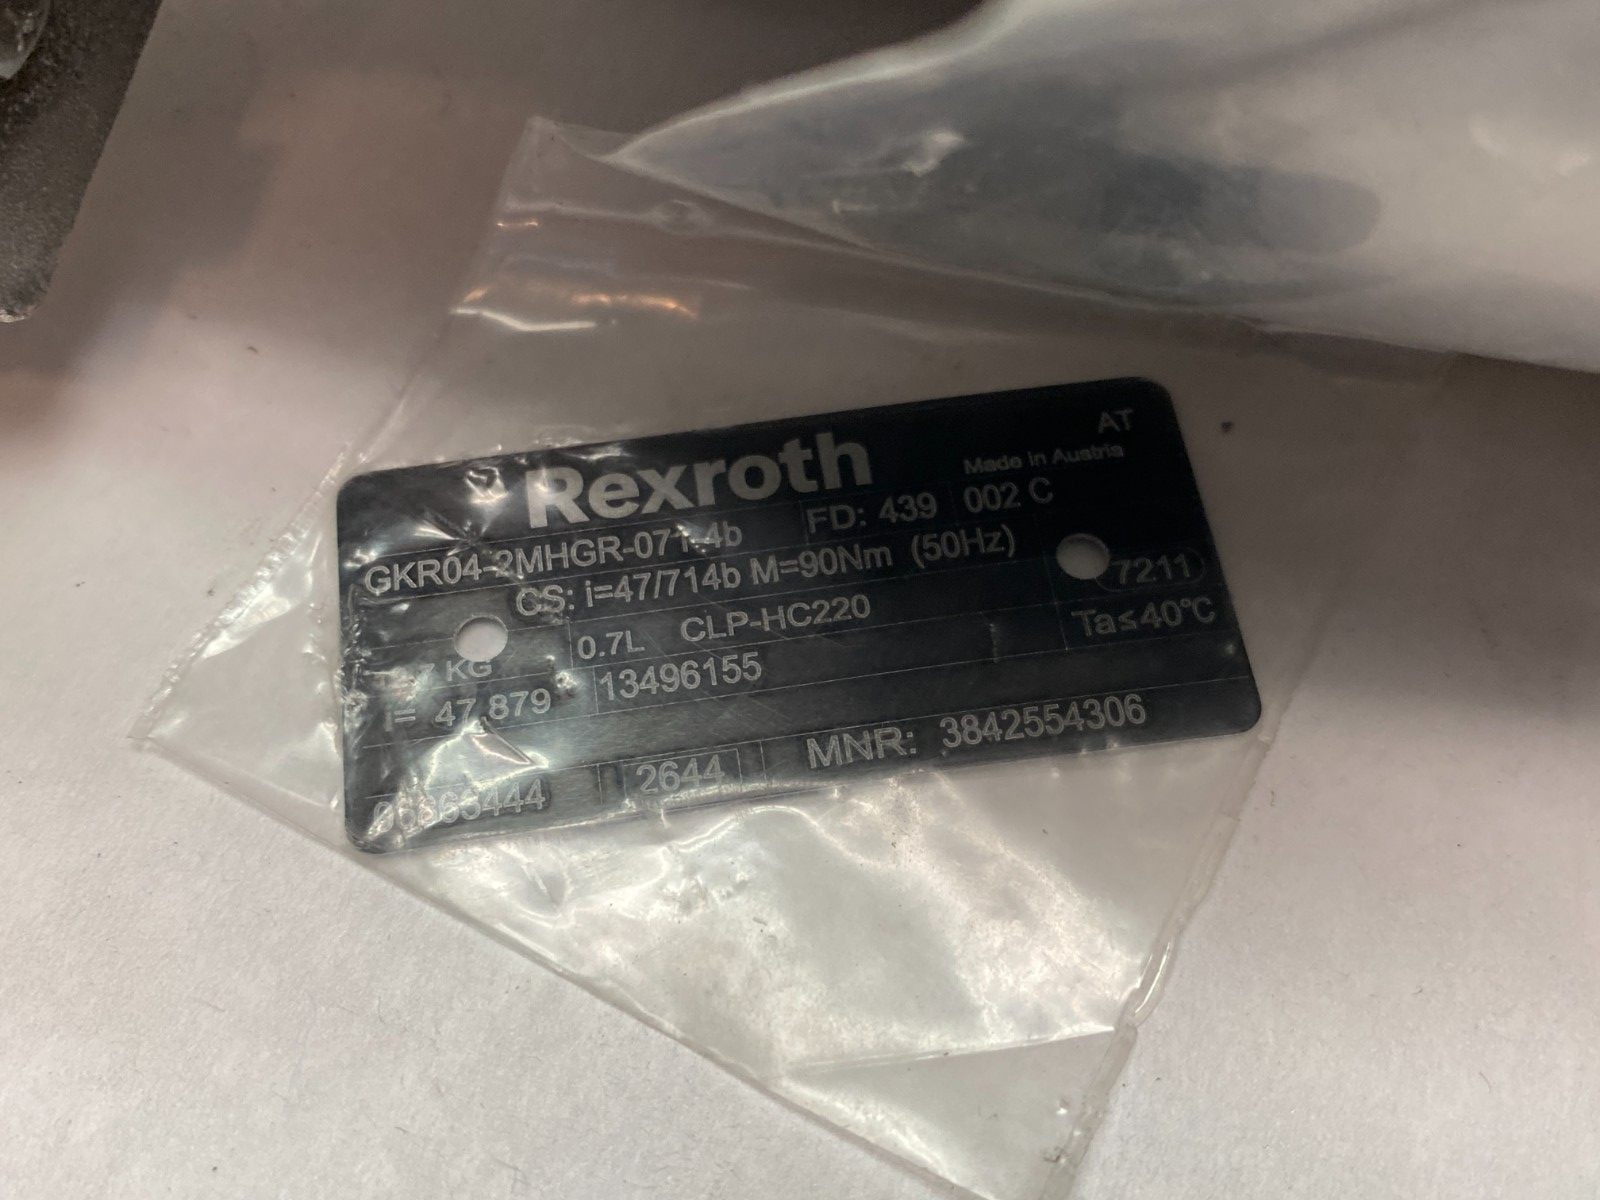 AT
Rexroth
Made in Austria
GKR04-2MHGR-071-4b FD: 439 002 C
CS: i=47/714b M=90Nm (50Hz)
7211
KG 0.7L CLP-HC220 Ta≤40°C
i= 47,879 13496155
2644 MNR: 3842554306